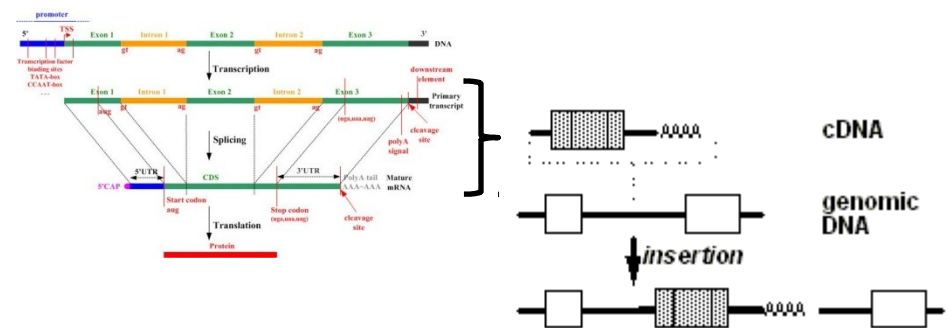 promoter
5'
TSS
Exon 1
Intron 1
Exon 2
Intron 2
Exon 3
3'
DNA
gt
ag
gt
ag
Transcription factor
binding sites
TATA-box
CCAAT-box
...
Transcription
downstream
element
Exon 1
Intron 1
Exon 2
Intron 2
Exon 3
Primary
transcript
aug
gt
ag
gt
ag
(uga,uaa,uag)
polyA
signal
cleavage
site
Splicing
5'UTR
CDS
3'UTR
PolyA tail
AAA~AAA
Mature
mRNA
5'CAP
Start codon
aug
Stop codon
(uga,uaa,uag)
cleavage
site
Translation
Protein
cDNA
genomic
DNA
insertion